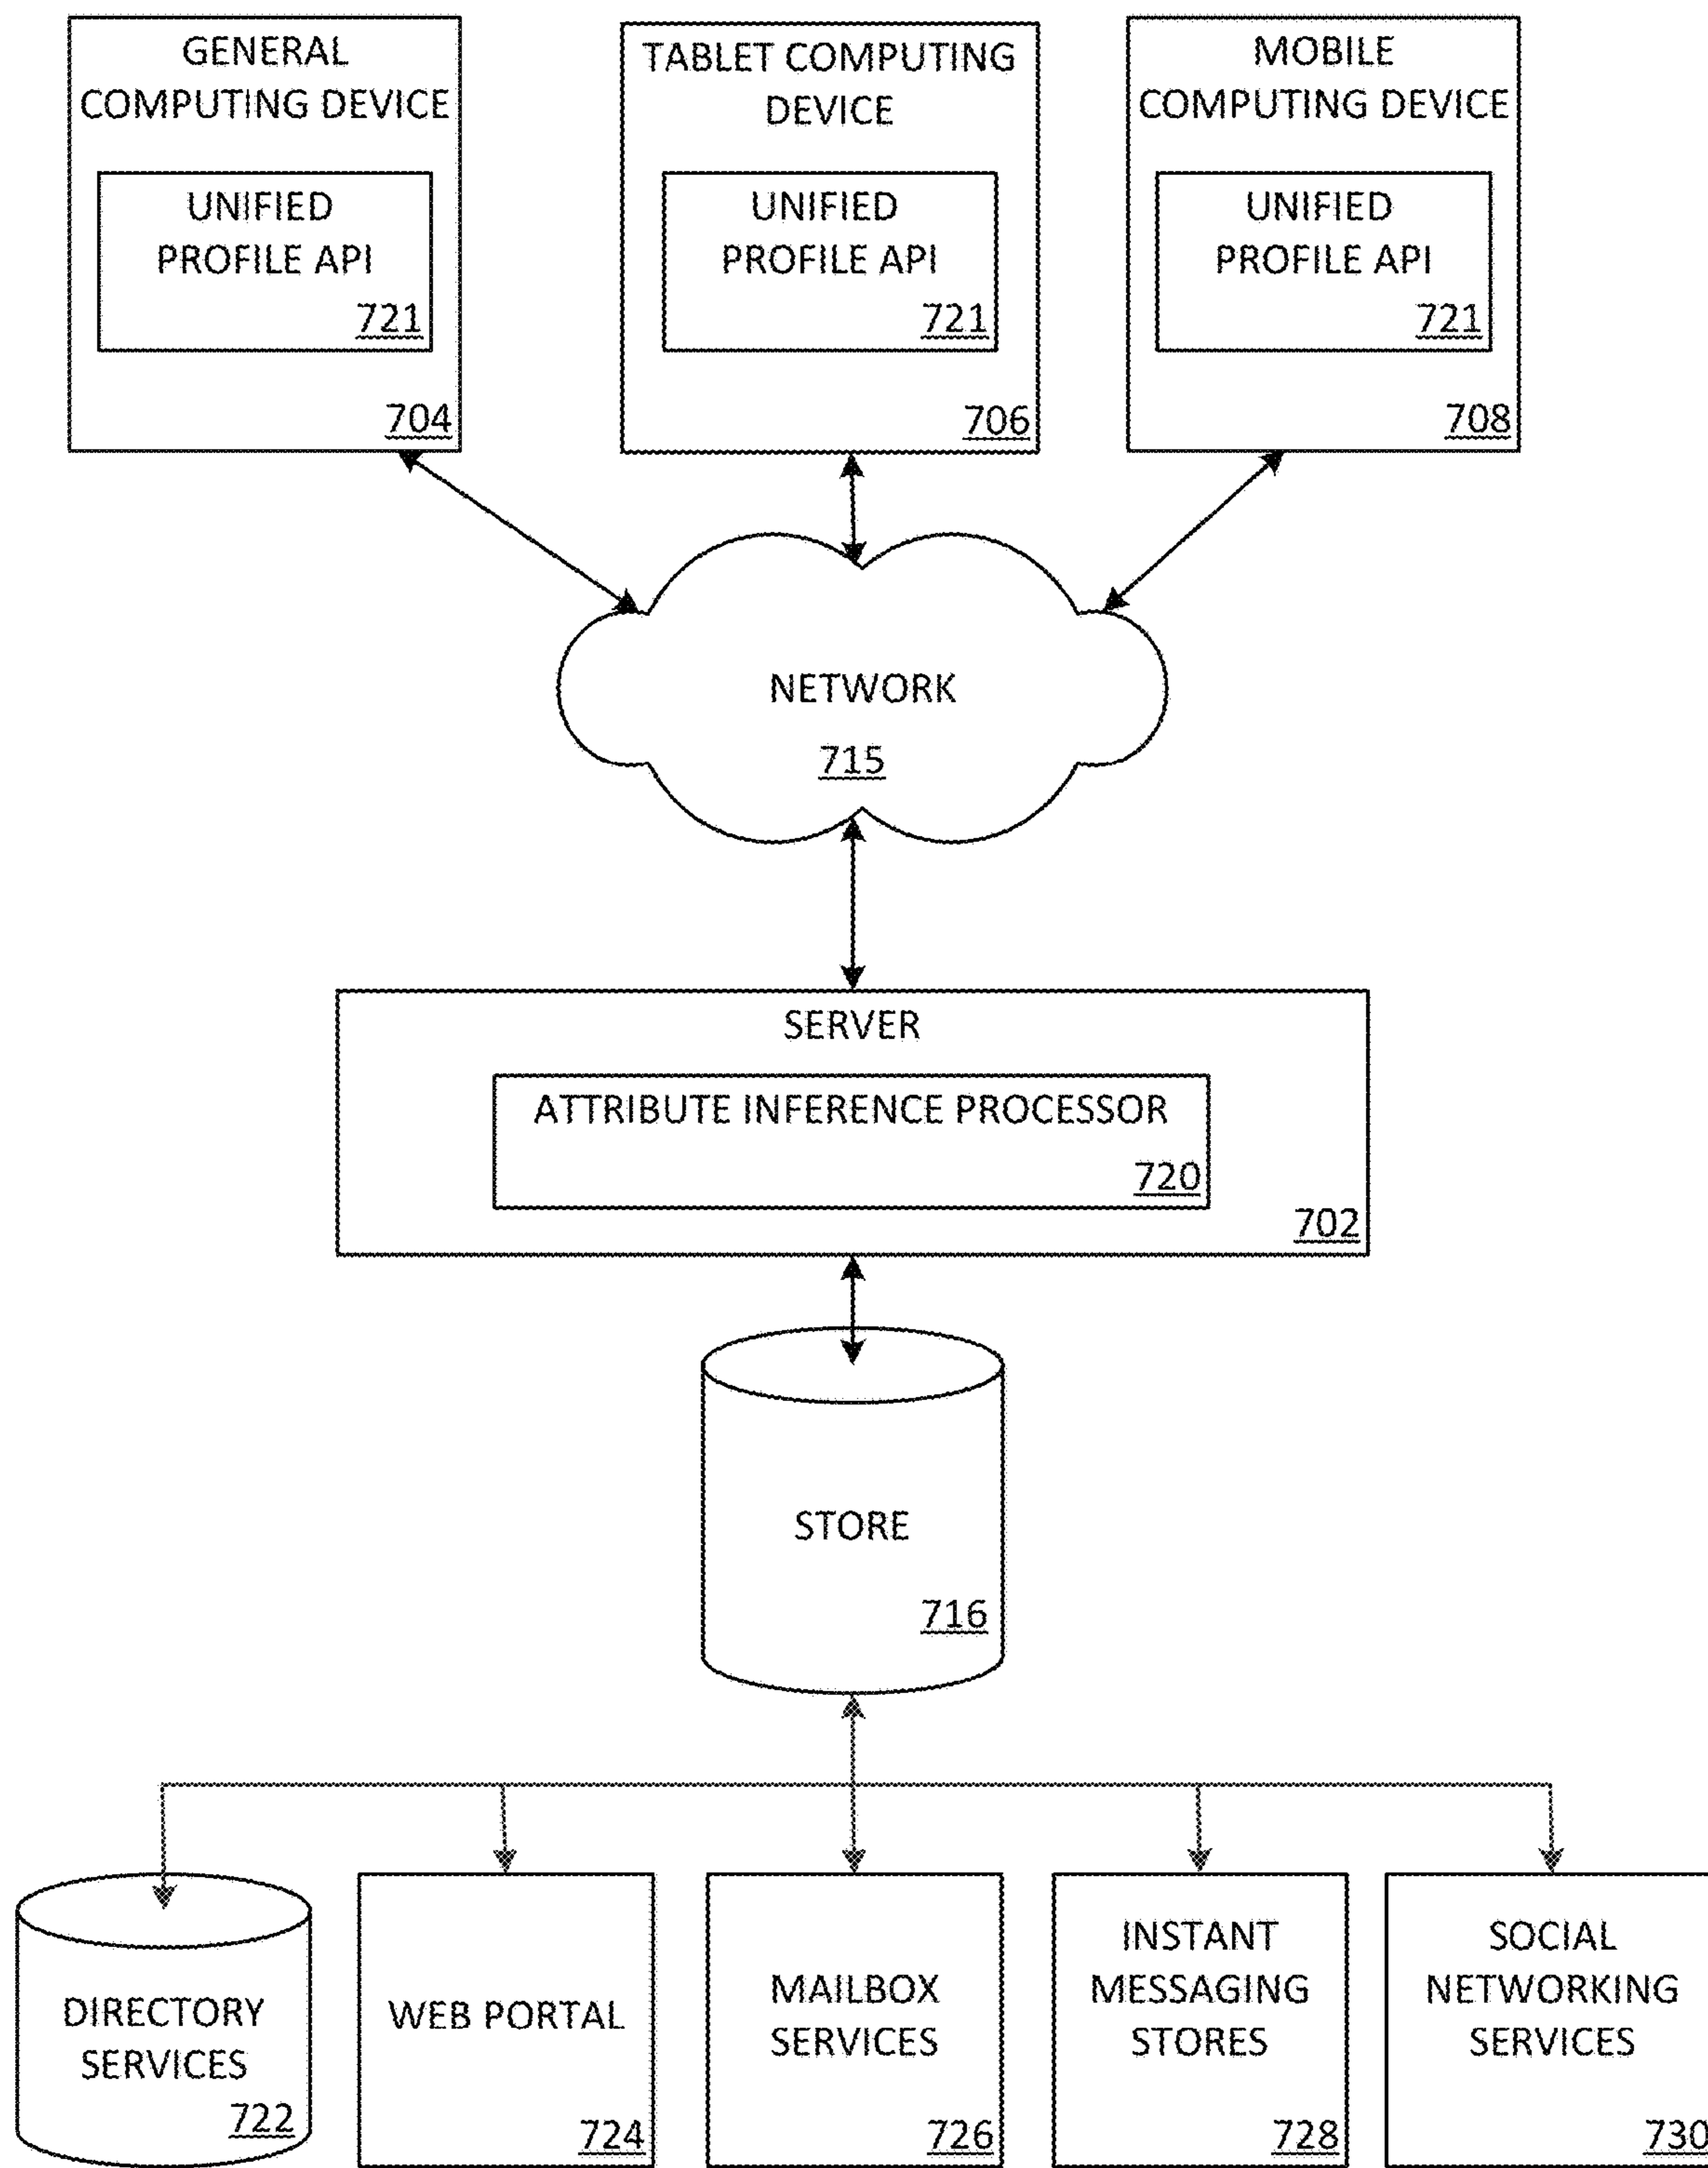 GENERAL
COMPUTING DEVICE
UNIFIED
PROFILE API
721
704
TABLET COMPUTING
DEVICE
UNIFIED
PROFILE API
721
706
MOBILE
COMPUTING DEVICE
UNIFIED
PROFILE API
721
708
NETWORK
715
SERVER
ATTRIBUTE INFERENCE PROCESSOR
720
702
STORE
716
DIRECTORY
SERVICES
722
WEB PORTAL
724
MAILBOX
SERVICES
726
INSTANT
MESSAGING
STORES
728
SOCIAL
NETWORKING
SERVICES
730